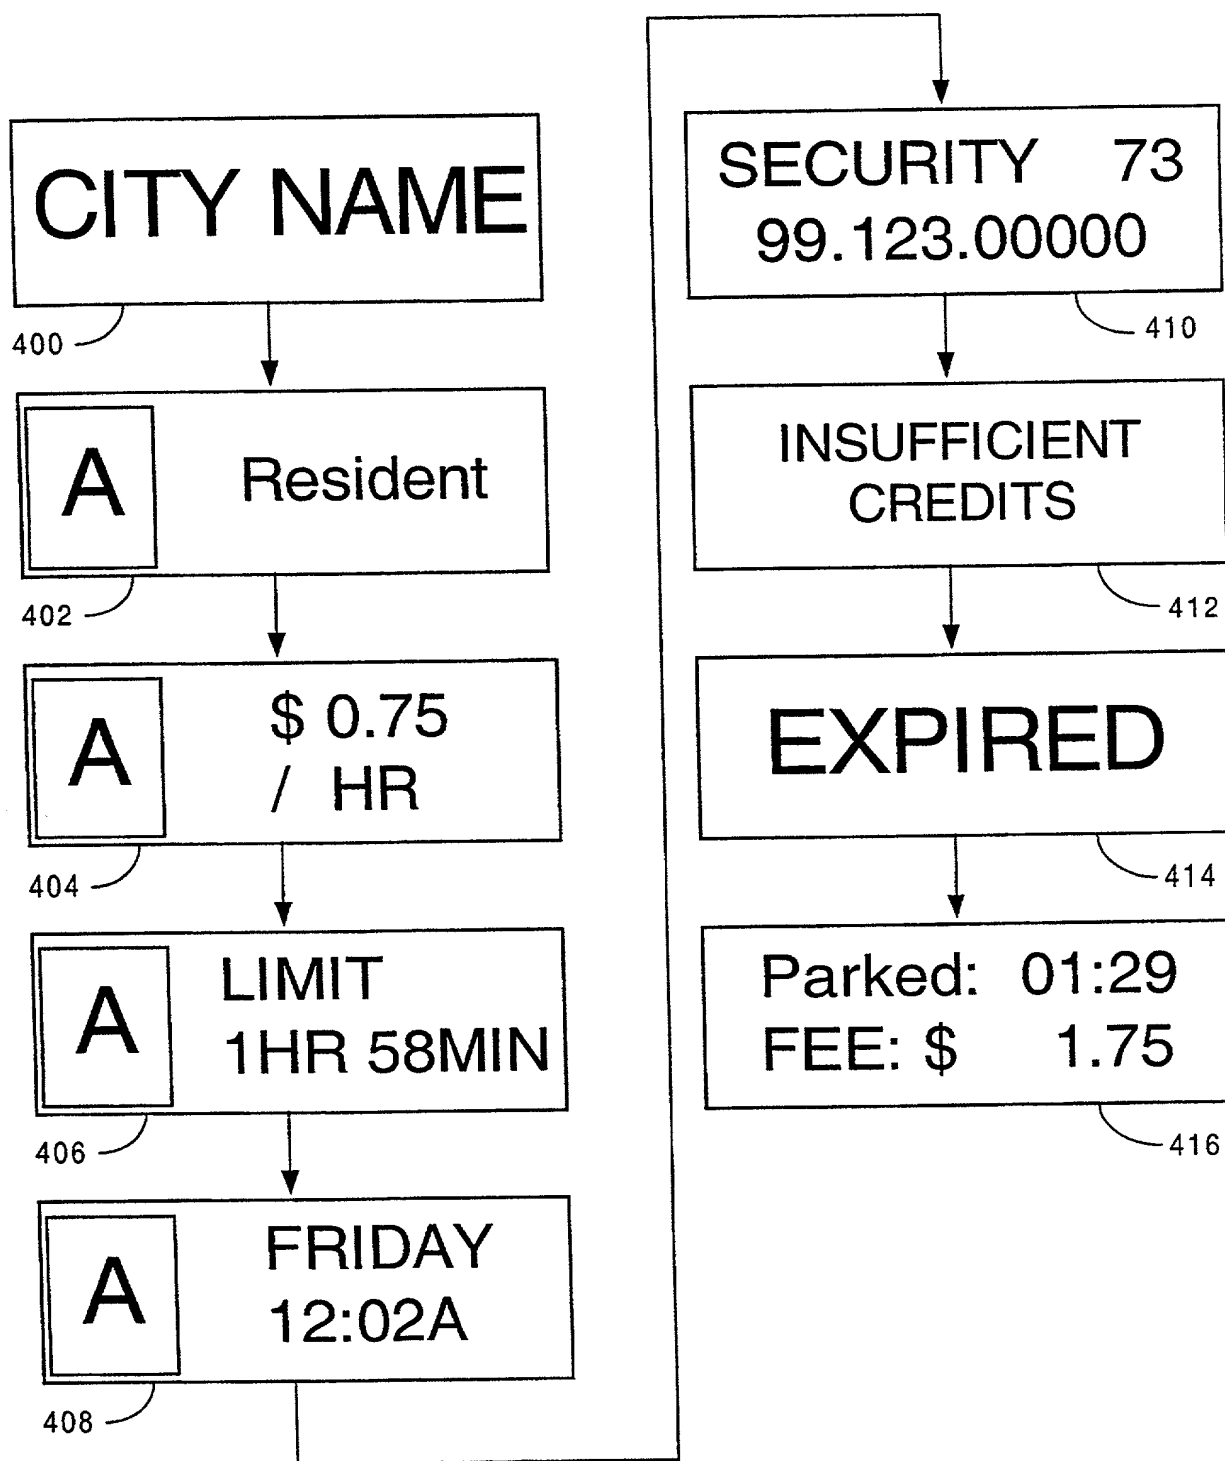 CITY NAME
400
A Resident
402
A $ 0.75
/ HR
404
A LIMIT
1HR 58MIN
406
A FRIDAY
12:02A
408
SECURITY 73
99.123.00000
410
INSUFFICIENT
CREDITS
412
EXPIRED
414
Parked: 01:29
FEE: $ 1.75
416